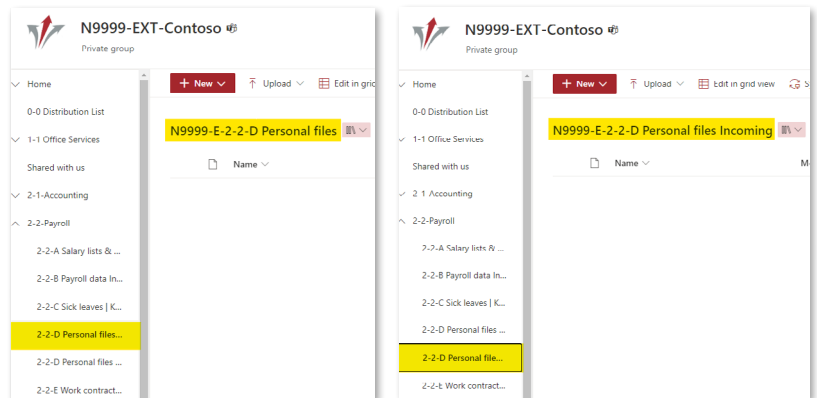 N9999-EXT-Contoso
Private group
Home
0-0 Distribution List
1-1 Office Services
Shared with us
2-1-Accounting
2-2-Payroll
2-2-A Salary lists & ...
2-2-B Payroll data In...
2-2-C Sick leaves | K...
2-2-D Personal files...
2-2-D Personal files ...
2-2-E Work contract...
+ New
Upload
Edit in grid
N9999-E-2-2-D Personal files
Name
N9999-EXT-Contoso
Private group
Home
0-0 Distribution List
1-1 Office Services
Shared with us
2-1-Accounting
2-2-Payroll
2-2-A Salary lists & ...
2-2-B Payroll data In...
2-2-C Sick leaves | K...
2-2-D Personal files ...
2-2-D Personal file...
2-2-E Work contract...
+ New
Upload
Edit in grid view
S
N9999-E-2-2-D Personal files Incoming
Name
M